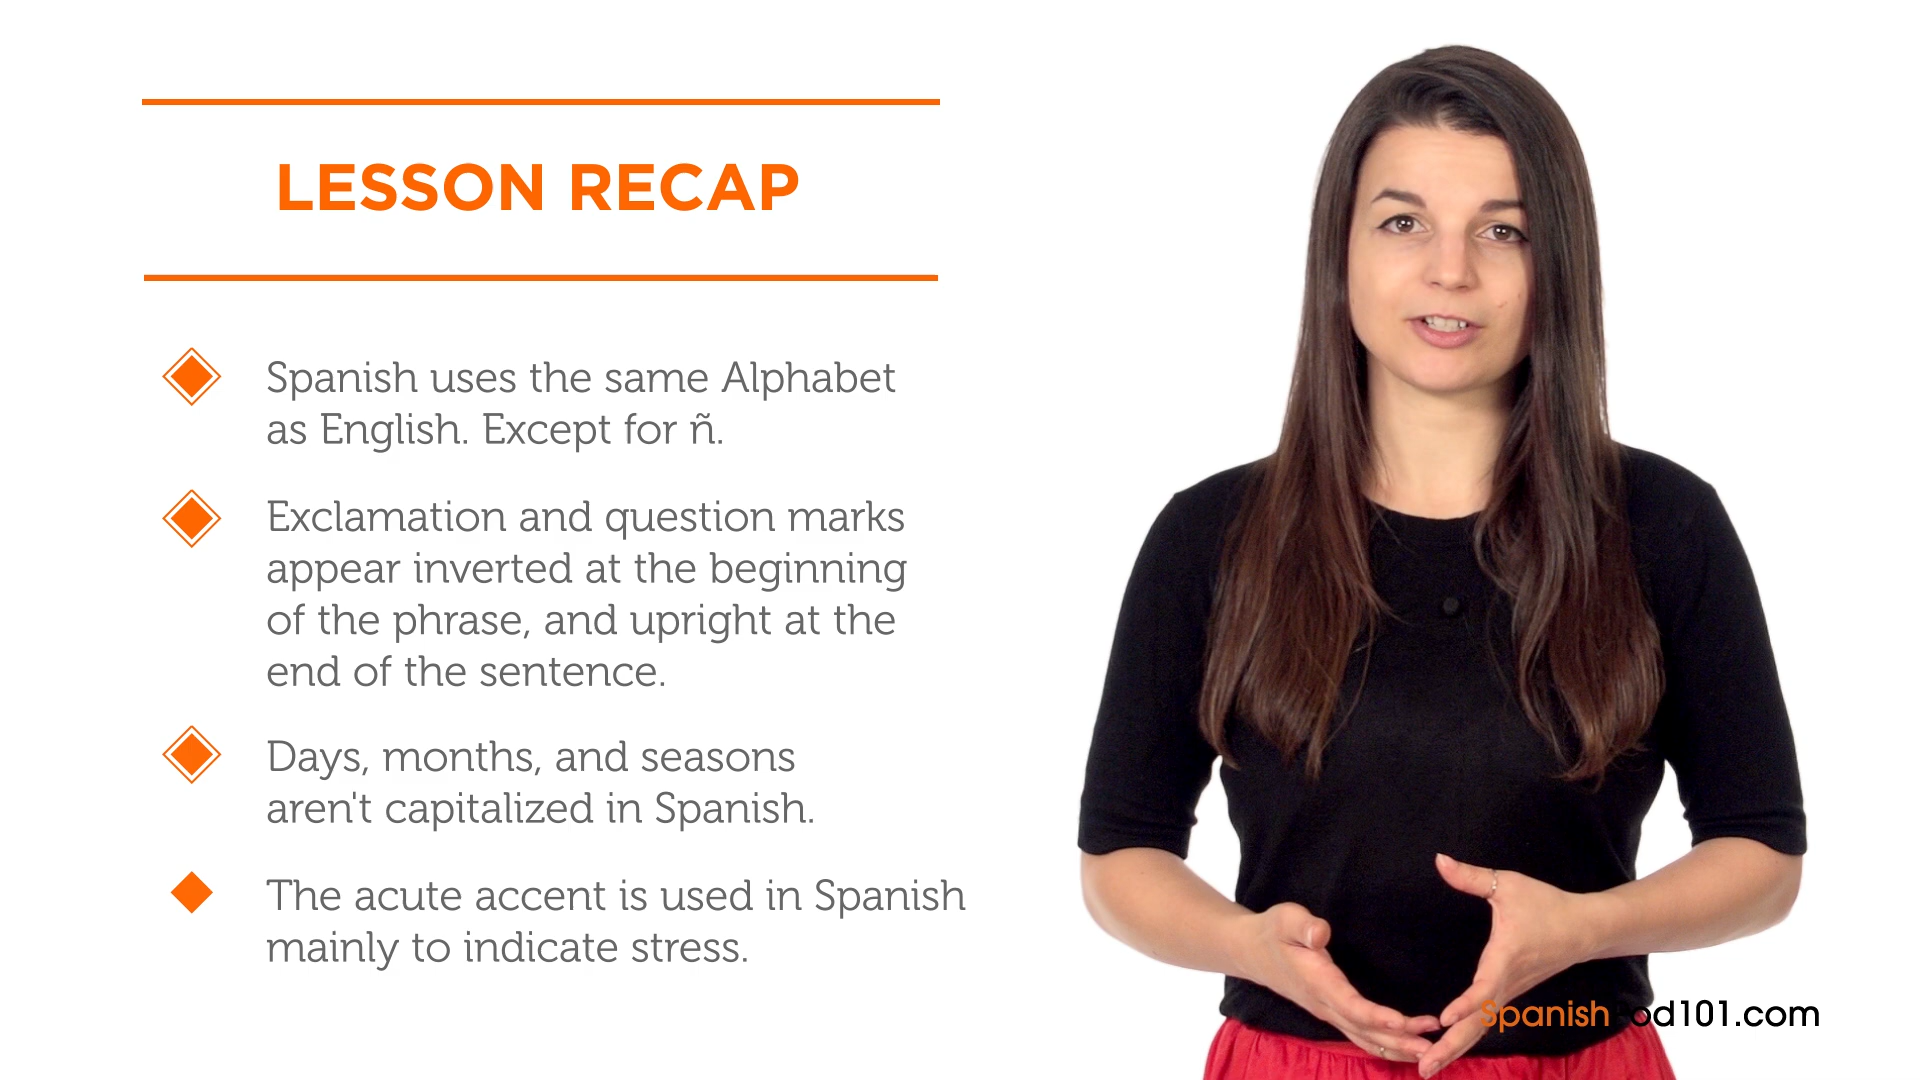 LESSON RECAP
Spanish uses the same Alphabet
as English. Except for ñ.
Exclamation and question marks
appear inverted at the beginning
of the phrase, and upright at the
end of the sentence.
Days, months, and seasons
aren't capitalized in Spanish.
The acute accent is used in Spanish
mainly to indicate stress.
SpanishPod101.com